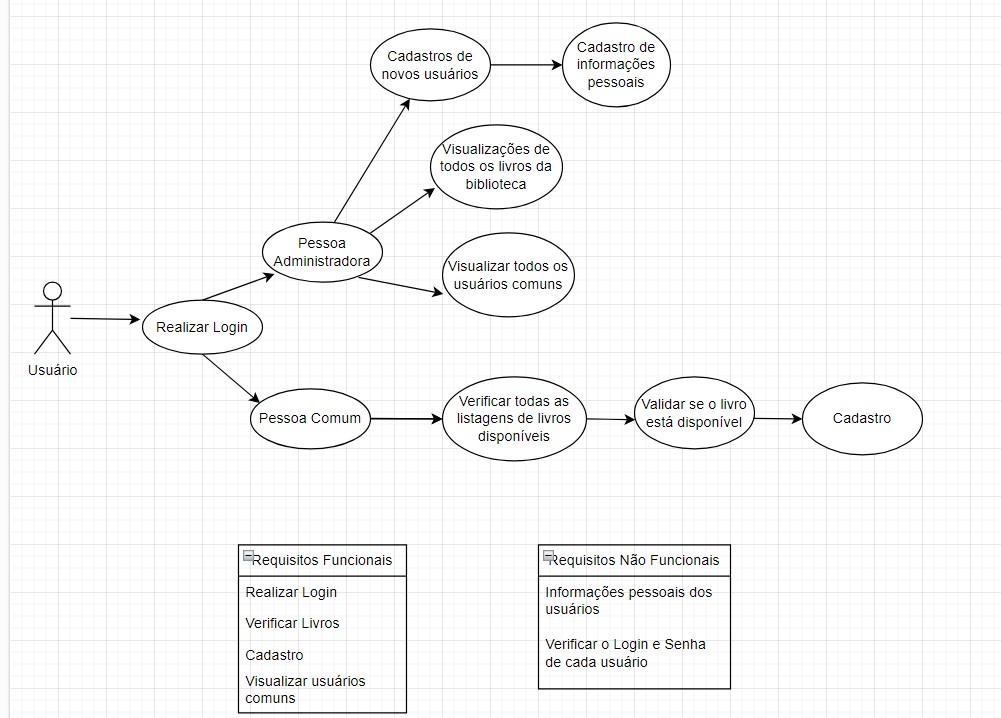 Cadastros de
novos usuários
Cadastro de
informações
pessoais
Visualizações de
todos os livros da
biblioteca
Pessoa
Administradora
Visualizar todos os
usuários comuns
Realizar Login
Usuário
Pessoa Comum
Verificar todas as
listagens de livros
disponíveis
Validar se o livro
está disponível
Cadastro
Requisitos Funcionais
Realizar Login
Verificar Livros
Cadastro
Visualizar usuários
comuns
Requisitos Não Funcionais
Informações pessoais dos
usuários
Verificar o Login e Senha
de cada usuário